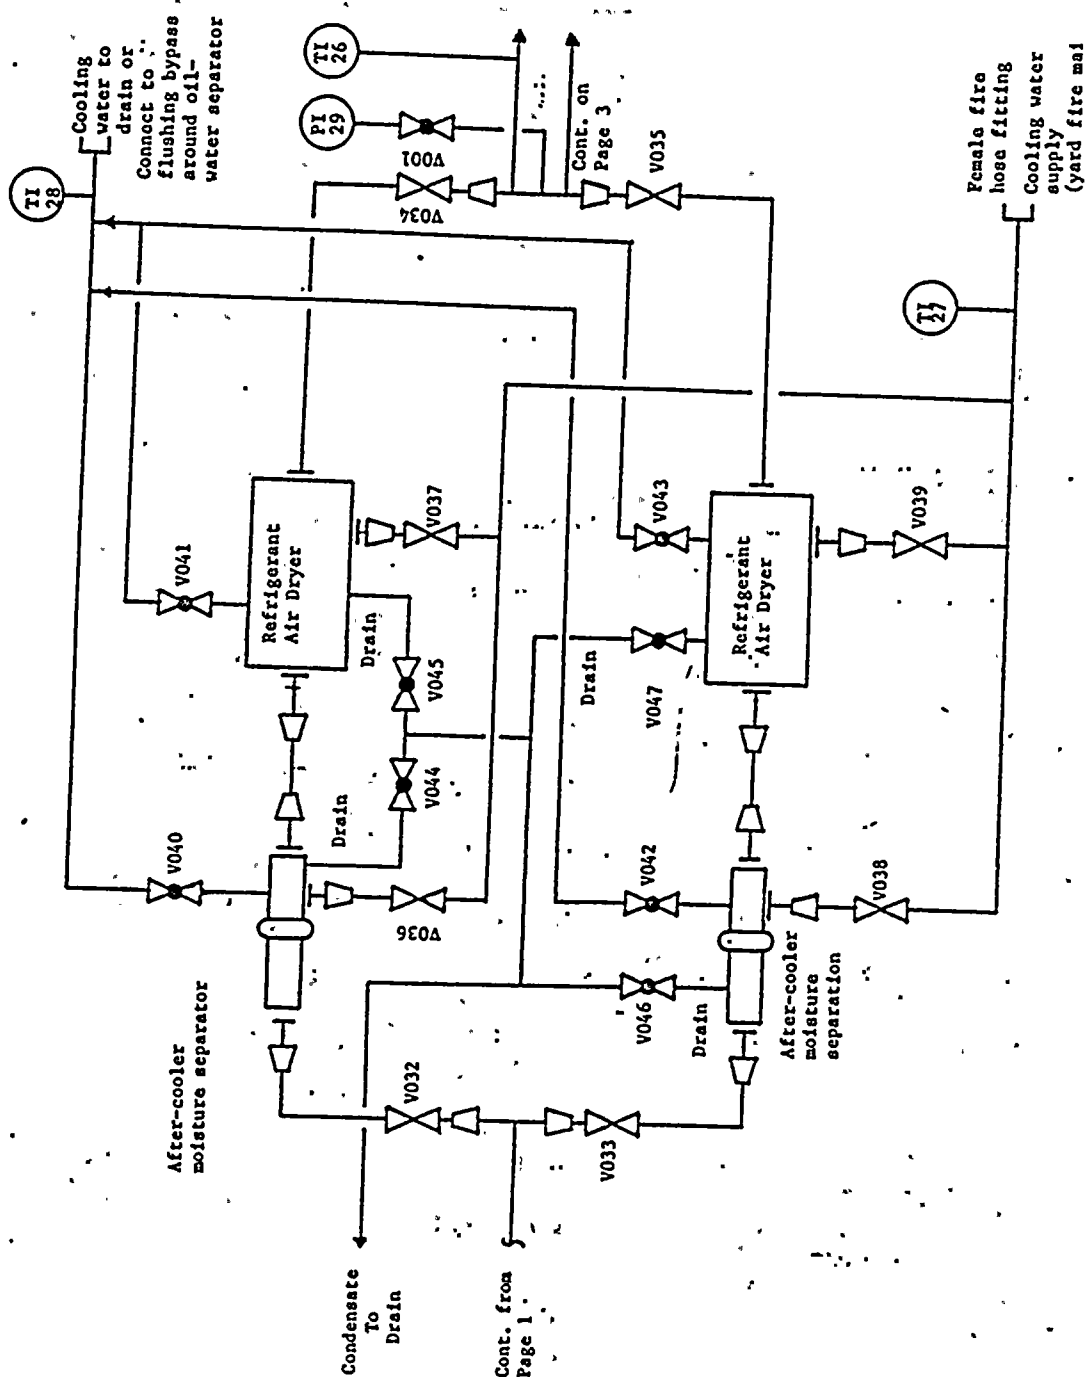 Cooling
water to
drain or
Connect to
flushing bypass
around oil-
water separator
TI
28
TI
26
PI
29
V001
V034
Cont. on
Page 3
V035
Female fire
hose fitting
Cooling water
supply
(yard fire mai
TI
27
V041
Refrigerant
Air Dryer
V037
Drain
V045
V044
Drain
V040
V036
After-cooler
moisture separator
V043
Refrigerant
Air Dryer
V039
Drain
V047
V042
V038
V046
Drain
After-cooler
moisture
separation
V032
V033
Condensate
To
Drain
Cont. from
Page 1